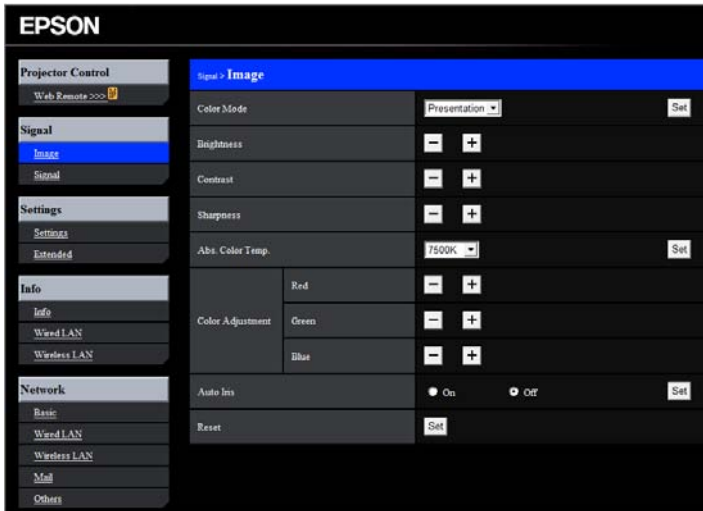 EPSON
Projector Control
Web Remote >>>
Signal
Image
Signal
Settings
Settings
Extended
Info
Info
Wired LAN
Wireless LAN
Network
Basic
Wired LAN
Wireless LAN
Mail
Others
Signal > Image
Color Mode Presentation Set
Brightness − +
Contrast − +
Sharpness − +
Abs. Color Temp. 7500K Set
Color Adjustment
Red − +
Green − +
Blue − +
Auto Iris On Off Set
Reset Set